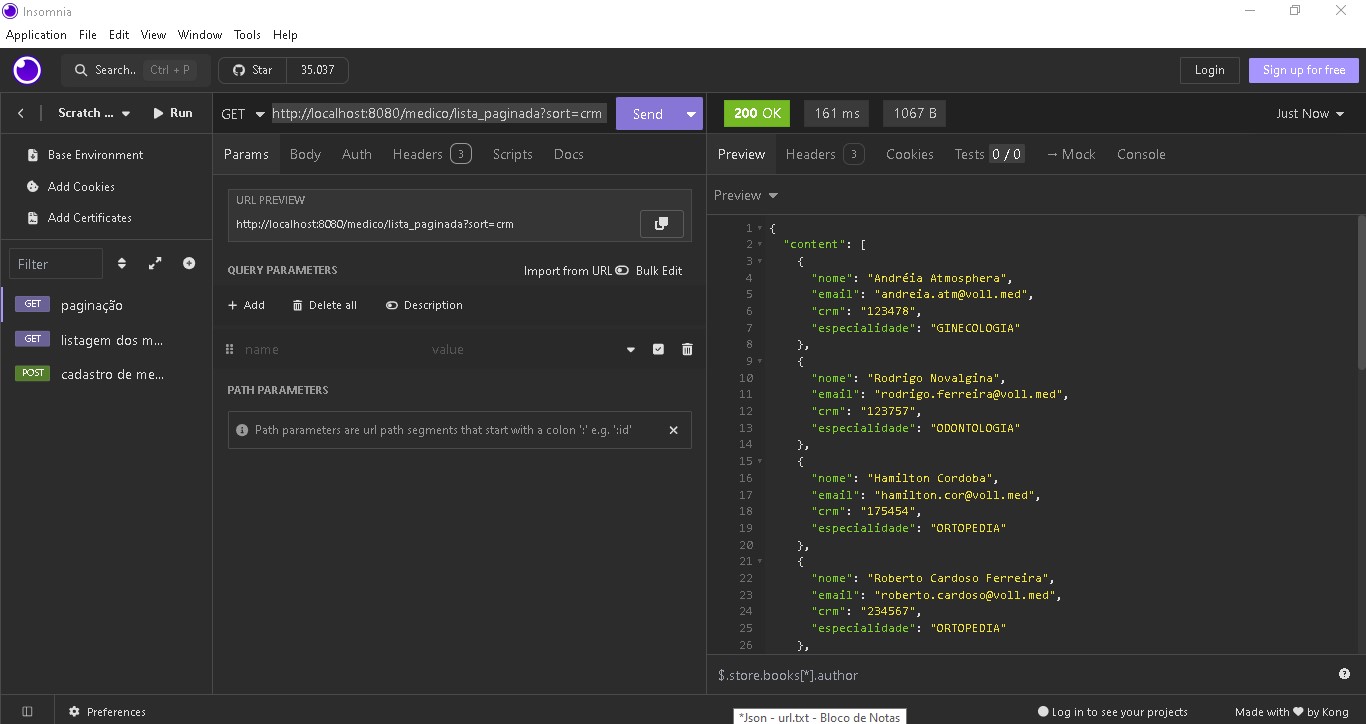 Insomnia
Application File Edit View Window Tools Help
Search.. Ctrl + P Star 35.037 Login Sign up for free
Scratch ... Run GET http://localhost:8080/medico/lista_paginada?sort=crm Send 200 OK 161 ms 1067 B Just Now
Base Environment
Add Cookies
Add Certificates
Filter
GET paginação
GET listagem dos m...
POST cadastro de me...
Params Body Auth Headers 3 Scripts Docs
URL PREVIEW
http://localhost:8080/medico/lista_paginada?sort=crm
QUERY PARAMETERS Import from URL Bulk Edit
+ Add Delete all Description
name value
PATH PARAMETERS
Path parameters are url path segments that start with a colon ':' e.g. ':id'
Preview Headers 3 Cookies Tests 0 / 0 → Mock Console
Preview
1 {
2 "content": [
3 {
4 "nome": "Andréia Atmosphera",
5 "email": "andreia.atm@voll.med",
6 "crm": "123478",
7 "especialidade": "GINECOLOGIA"
8 },
9 {
10 "nome": "Rodrigo Novalgina",
11 "email": "rodrigo.ferreira@voll.med",
12 "crm": "123757",
13 "especialidade": "ODONTOLOGIA"
14 },
15 {
16 "nome": "Hamilton Cordoba",
17 "email": "hamilton.cor@voll.med",
18 "crm": "175454",
19 "especialidade": "ORTOPEDIA"
20 },
21 {
22 "nome": "Roberto Cardoso Ferreira",
23 "email": "roberto.cardoso@voll.med",
24 "crm": "234567",
25 "especialidade": "ORTOPEDIA"
26 },
$.store.books[*].author
Preferences *Json - url.txt - Bloco de Notas Log in to see your projects Made with ♥ by Kong